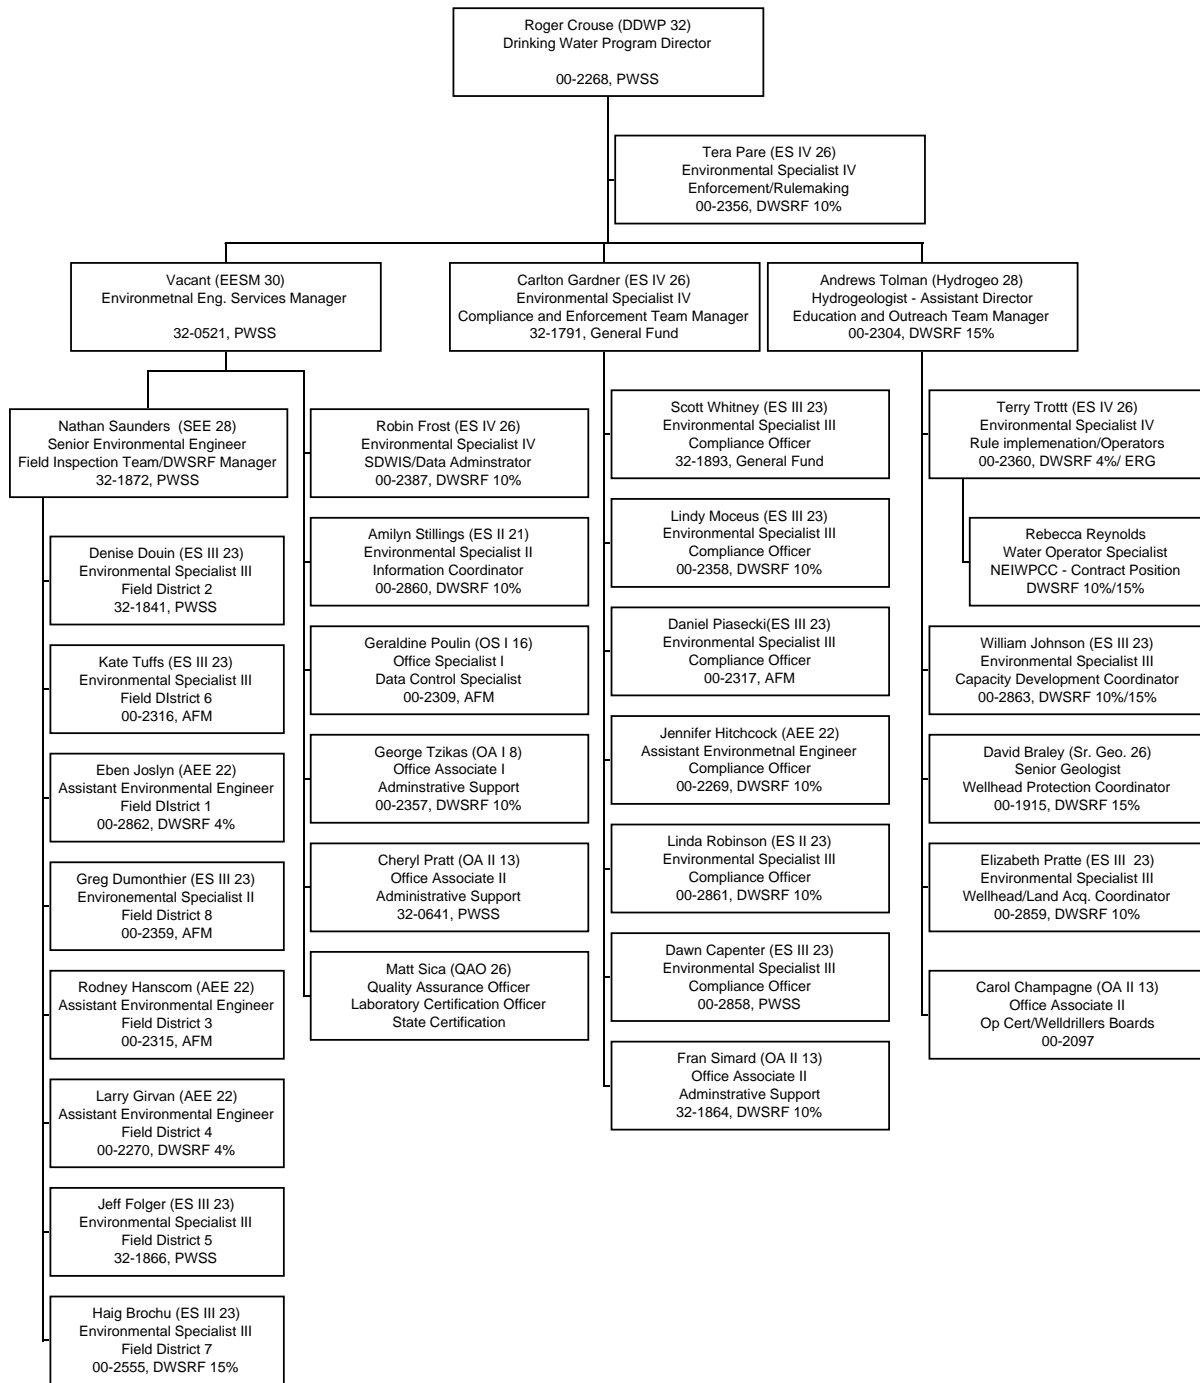 Roger Crouse (DDWP 32)
Drinking Water Program Director
00-2268, PWSS
Tera Pare (ES IV 26)
Environmental Specialist IV
Enforcement/Rulemaking
00-2356, DWSRF 10%
Vacant (EESM 30)
Environmetnal Eng. Services Manager
32-0521, PWSS
Carlton Gardner (ES IV 26)
Environmental Specialist IV
Compliance and Enforcement Team Manager
32-1791, General Fund
Andrews Tolman (Hydrogeo 28)
Hydrogeologist - Assistant Director
Education and Outreach Team Manager
00-2304, DWSRF 15%
Nathan Saunders (SEE 28)
Senior Environmental Engineer
Field Inspection Team/DWSRF Manager
32-1872, PWSS
Denise Douin (ES III 23)
Environmental Specialist III
Field District 2
32-1841, PWSS
Kate Tuffs (ES III 23)
Environmental Specialist III
Field DIstrict 6
00-2316, AFM
Eben Joslyn (AEE 22)
Assistant Environmental Engineer
Field DIstrict 1
00-2862, DWSRF 4%
Greg Dumonthier (ES III 23)
Environemental Specialist II
Field District 8
00-2359, AFM
Rodney Hanscom (AEE 22)
Assistant Environmental Engineer
Field District 3
00-2315, AFM
Larry Girvan (AEE 22)
Assistant Environmental Engineer
Field District 4
00-2270, DWSRF 4%
Jeff Folger (ES III 23)
Environmental Specialist III
Field District 5
32-1866, PWSS
Haig Brochu (ES III 23)
Environmental Specialist III
Field District 7
00-2555, DWSRF 15%
Robin Frost (ES IV 26)
Environmental Specialist IV
SDWIS/Data Adminstrator
00-2387, DWSRF 10%
Amilyn Stillings (ES II 21)
Environmental Specialist II
Information Coordinator
00-2860, DWSRF 10%
Geraldine Poulin (OS I 16)
Office Specialist I
Data Control Specialist
00-2309, AFM
George Tzikas (OA I 8)
Office Associate I
Adminstrative Support
00-2357, DWSRF 10%
Cheryl Pratt (OA II 13)
Office Associate II
Administrative Support
32-0641, PWSS
Matt Sica (QAO 26)
Quality Assurance Officer
Laboratory Certification Officer
State Certification
Scott Whitney (ES III 23)
Environmental Specialist III
Compliance Officer
32-1893, General Fund
Lindy Moceus (ES III 23)
Environmental Specialist III
Compliance Officer
00-2358, DWSRF 10%
Daniel Piasecki(ES III 23)
Environmental Specialist III
Compliance Officer
00-2317, AFM
Jennifer Hitchcock (AEE 22)
Assistant Environmetnal Engineer
Compliance Officer
00-2269, DWSRF 10%
Linda Robinson (ES II 23)
Environmental Specialist III
Compliance Officer
00-2861, DWSRF 10%
Dawn Capenter (ES III 23)
Environmental Specialist III
Compliance Officer
00-2858, PWSS
Fran Simard (OA II 13)
Office Associate II
Adminstrative Support
32-1864, DWSRF 10%
Terry Trottt (ES IV 26)
Environmental Specialist IV
Rule implemenation/Operators
00-2360, DWSRF 4%/ ERG
Rebecca Reynolds
Water Operator Specialist
NEIWPCC - Contract Position
DWSRF 10%/15%
William Johnson (ES III 23)
Environmental Specialist III
Capacity Development Coordinator
00-2863, DWSRF 10%/15%
David Braley (Sr. Geo. 26)
Senior Geologist
Wellhead Protection Coordinator
00-1915, DWSRF 15%
Elizabeth Pratte (ES III 23)
Environmental Specialist III
Wellhead/Land Acq. Coordinator
00-2859, DWSRF 10%
Carol Champagne (OA II 13)
Office Associate II
Op Cert/Welldrillers Boards
00-2097